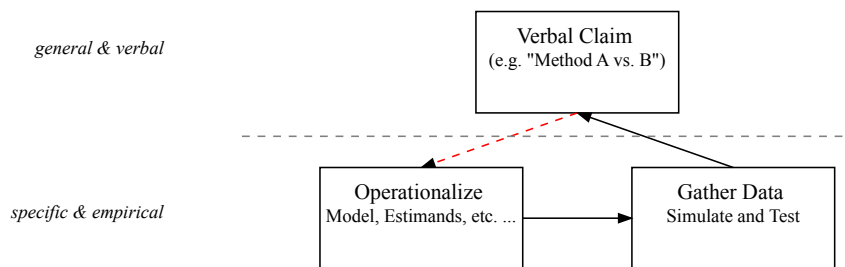 general & verbal
Verbal Claim
(e.g. "Method A vs. B")
specific & empirical
Operationalize
Model, Estimands, etc. ...
Gather Data
Simulate and Test